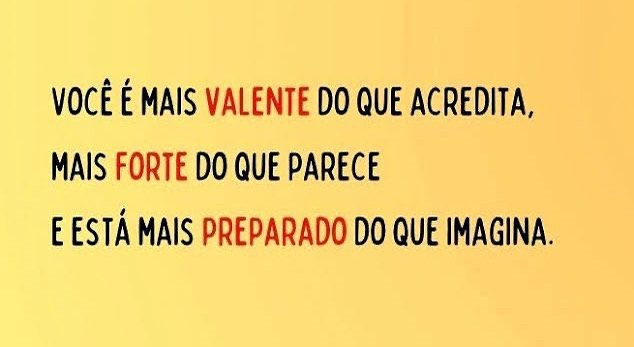 VOCÊ É MAIS VALENTE DO QUE ACREDITA,
MAIS FORTE DO QUE PARECE
E ESTÁ MAIS PREPARADO DO QUE IMAGINA.